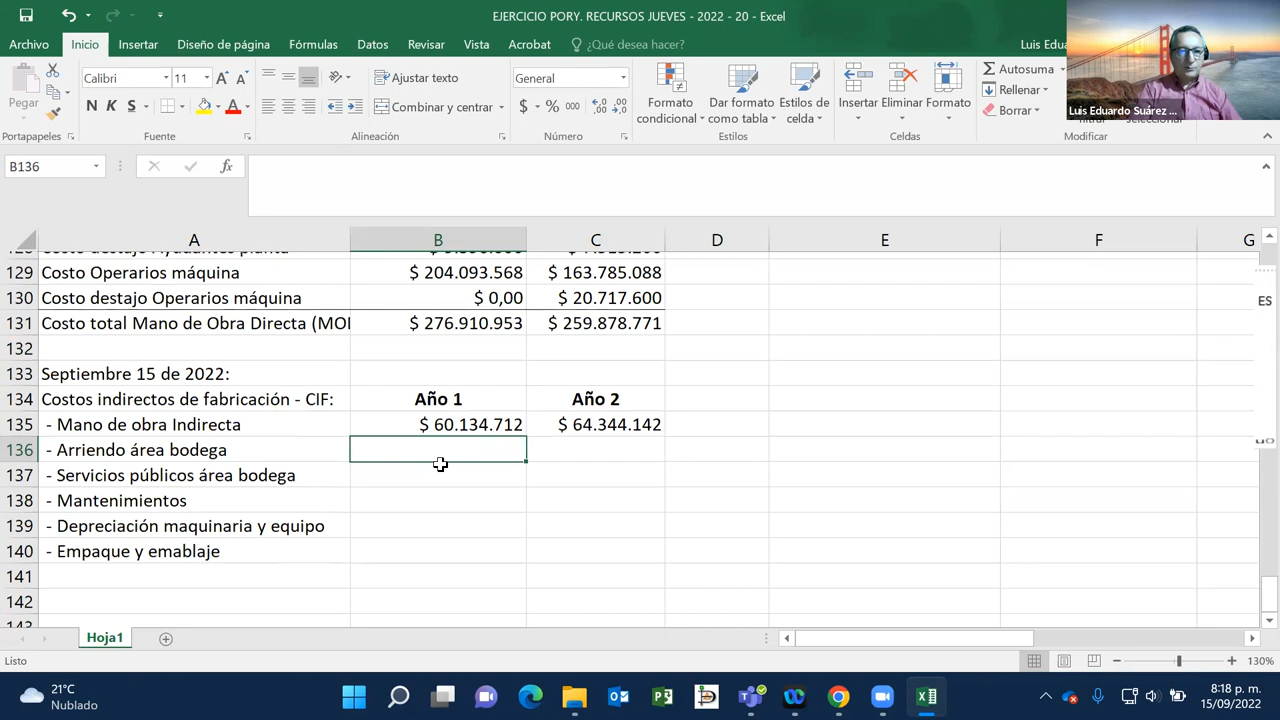 EJERCICIO PORY. RECURSOS JUEVES - 2022 - 20 - Excel
Archivo Inicio Insertar Diseño de página Fórmulas Datos Revisar Vista Acrobat ¿Qué desea hacer? Luis Edu
Luis Eduardo Suárez ...
Pegar
Calibri 11
N K S
Ajustar texto
Combinar y centrar
General
$ % 000
Formato condicional
Dar formato como tabla
Estilos de celda
Insertar Eliminar Formato
Autosuma
Rellenar
Borrar
Portapapeles Fuente Alineación Número Estilos Celdas Modificar
B136 fx
A B C D E F G
129 Costo Operarios máquina $ 204.093.568 $ 163.785.088
130 Costo destajo Operarios máquina $ 0,00 $ 20.717.600
131 Costo total Mano de Obra Directa (MO $ 276.910.953 $ 259.878.771
132
133 Septiembre 15 de 2022:
134 Costos indirectos de fabricación - CIF: Año 1 Año 2
135 - Mano de obra Indirecta $ 60.134.712 $ 64.344.142
136 - Arriendo área bodega
137 - Servicios públicos área bodega
138 - Mantenimientos
139 - Depreciación maquinaria y equipo
140 - Empaque y emablaje
141
142
ES
Hoja1
Listo 130%
21°C
Nublado
8:18 p. m.
15/09/2022